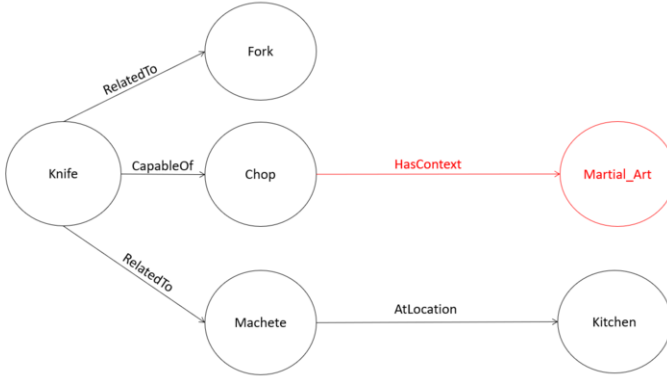 Fork
RelatedTo
Knife
CapableOf
Chop
HasContext
Martial_Art
RelatedTo
Machete
AtLocation
Kitchen